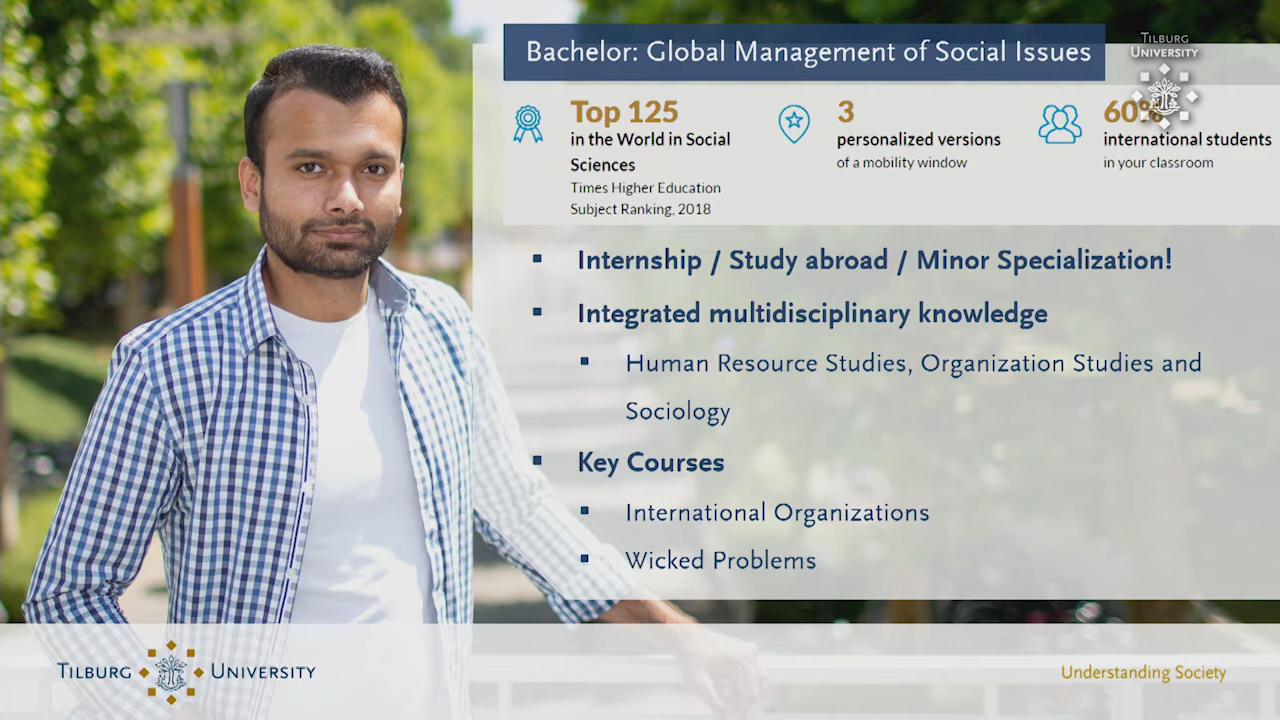 Bachelor: Global Management of Social Issues
TILBURG
UNIVERSITY
Top 125
in the World in Social
Sciences
Times Higher Education
Subject Ranking, 2018
3
personalized versions
of a mobility window
60%
international students
in your classroom
Internship / Study abroad / Minor Specialization!
Integrated multidisciplinary knowledge
Human Resource Studies, Organization Studies and
Sociology
Key Courses
International Organizations
Wicked Problems
TILBURG UNIVERSITY
Understanding Society